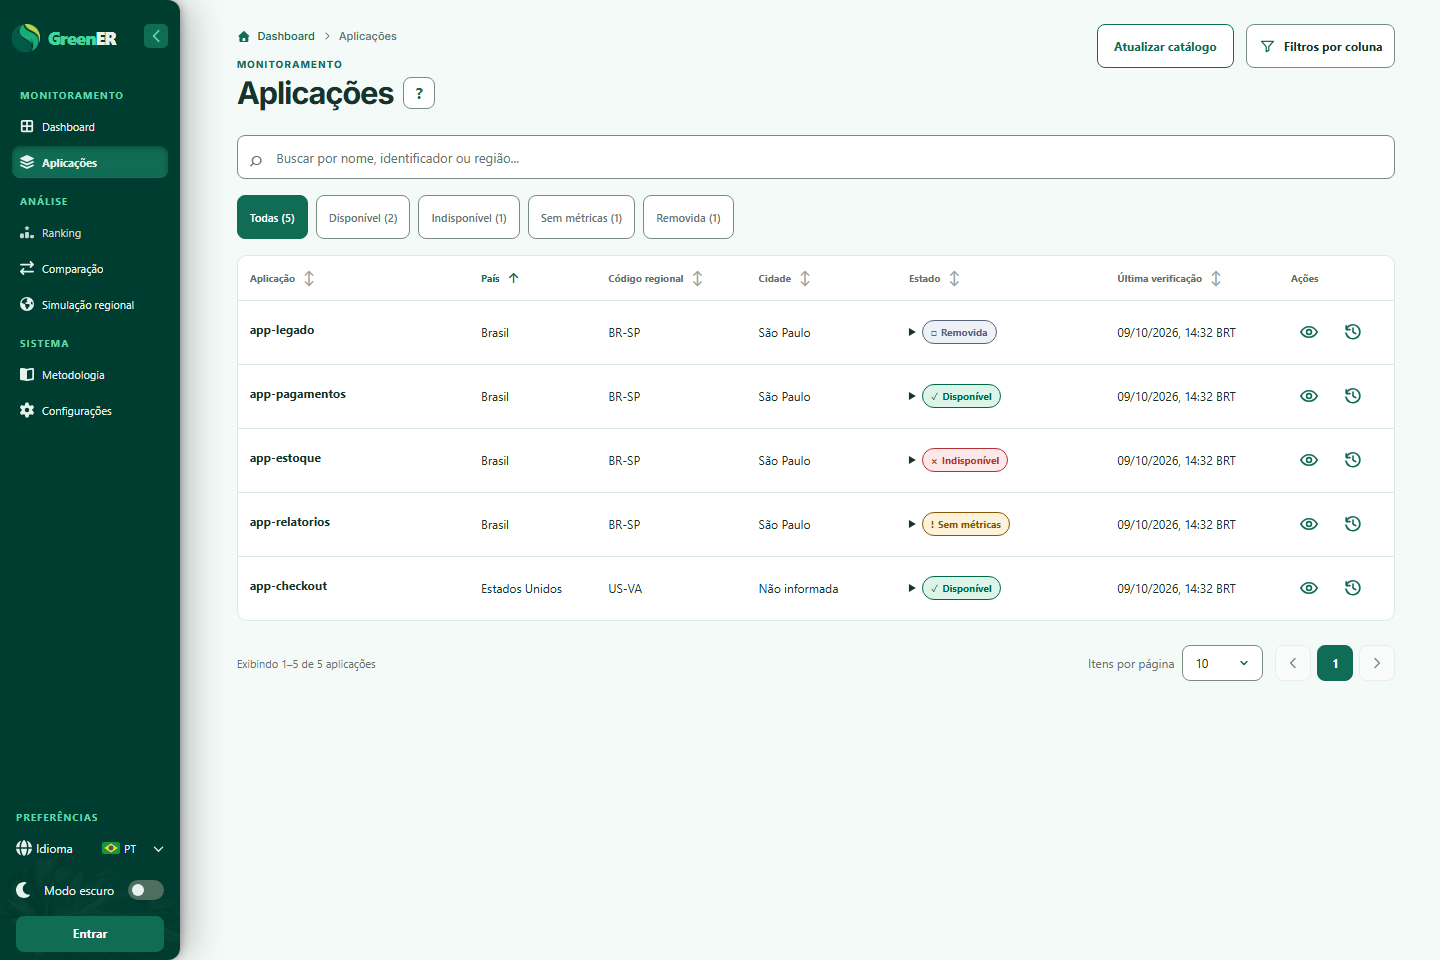 GreenER
MONITORAMENTO
Dashboard
Aplicações
ANÁLISE
Ranking
Comparação
Simulação regional
SISTEMA
Metodologia
Configurações
PREFERÊNCIAS
Idioma PT
Modo escuro
Entrar
Dashboard > Aplicações
MONITORAMENTO
Aplicações ?
Atualizar catálogo
Filtros por coluna
Buscar por nome, identificador ou região...
Todas (5) Disponível (2) Indisponível (1) Sem métricas (1) Removida (1)
Aplicação País Código regional Cidade Estado Última verificação Ações
app-legado Brasil BR-SP São Paulo Removida 09/10/2026, 14:32 BRT
app-pagamentos Brasil BR-SP São Paulo ✓ Disponível 09/10/2026, 14:32 BRT
app-estoque Brasil BR-SP São Paulo × Indisponível 09/10/2026, 14:32 BRT
app-relatorios Brasil BR-SP São Paulo ! Sem métricas 09/10/2026, 14:32 BRT
app-checkout Estados Unidos US-VA Não informada ✓ Disponível 09/10/2026, 14:32 BRT
Exibindo 1–5 de 5 aplicações
Itens por página 10 1